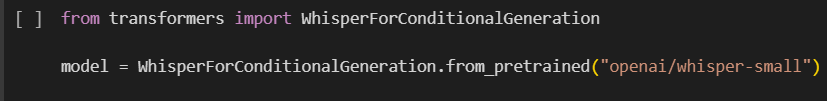 [ ] from transformers import WhisperForConditionalGeneration
model = WhisperForConditionalGeneration.from_pretrained("openai/whisper-small")